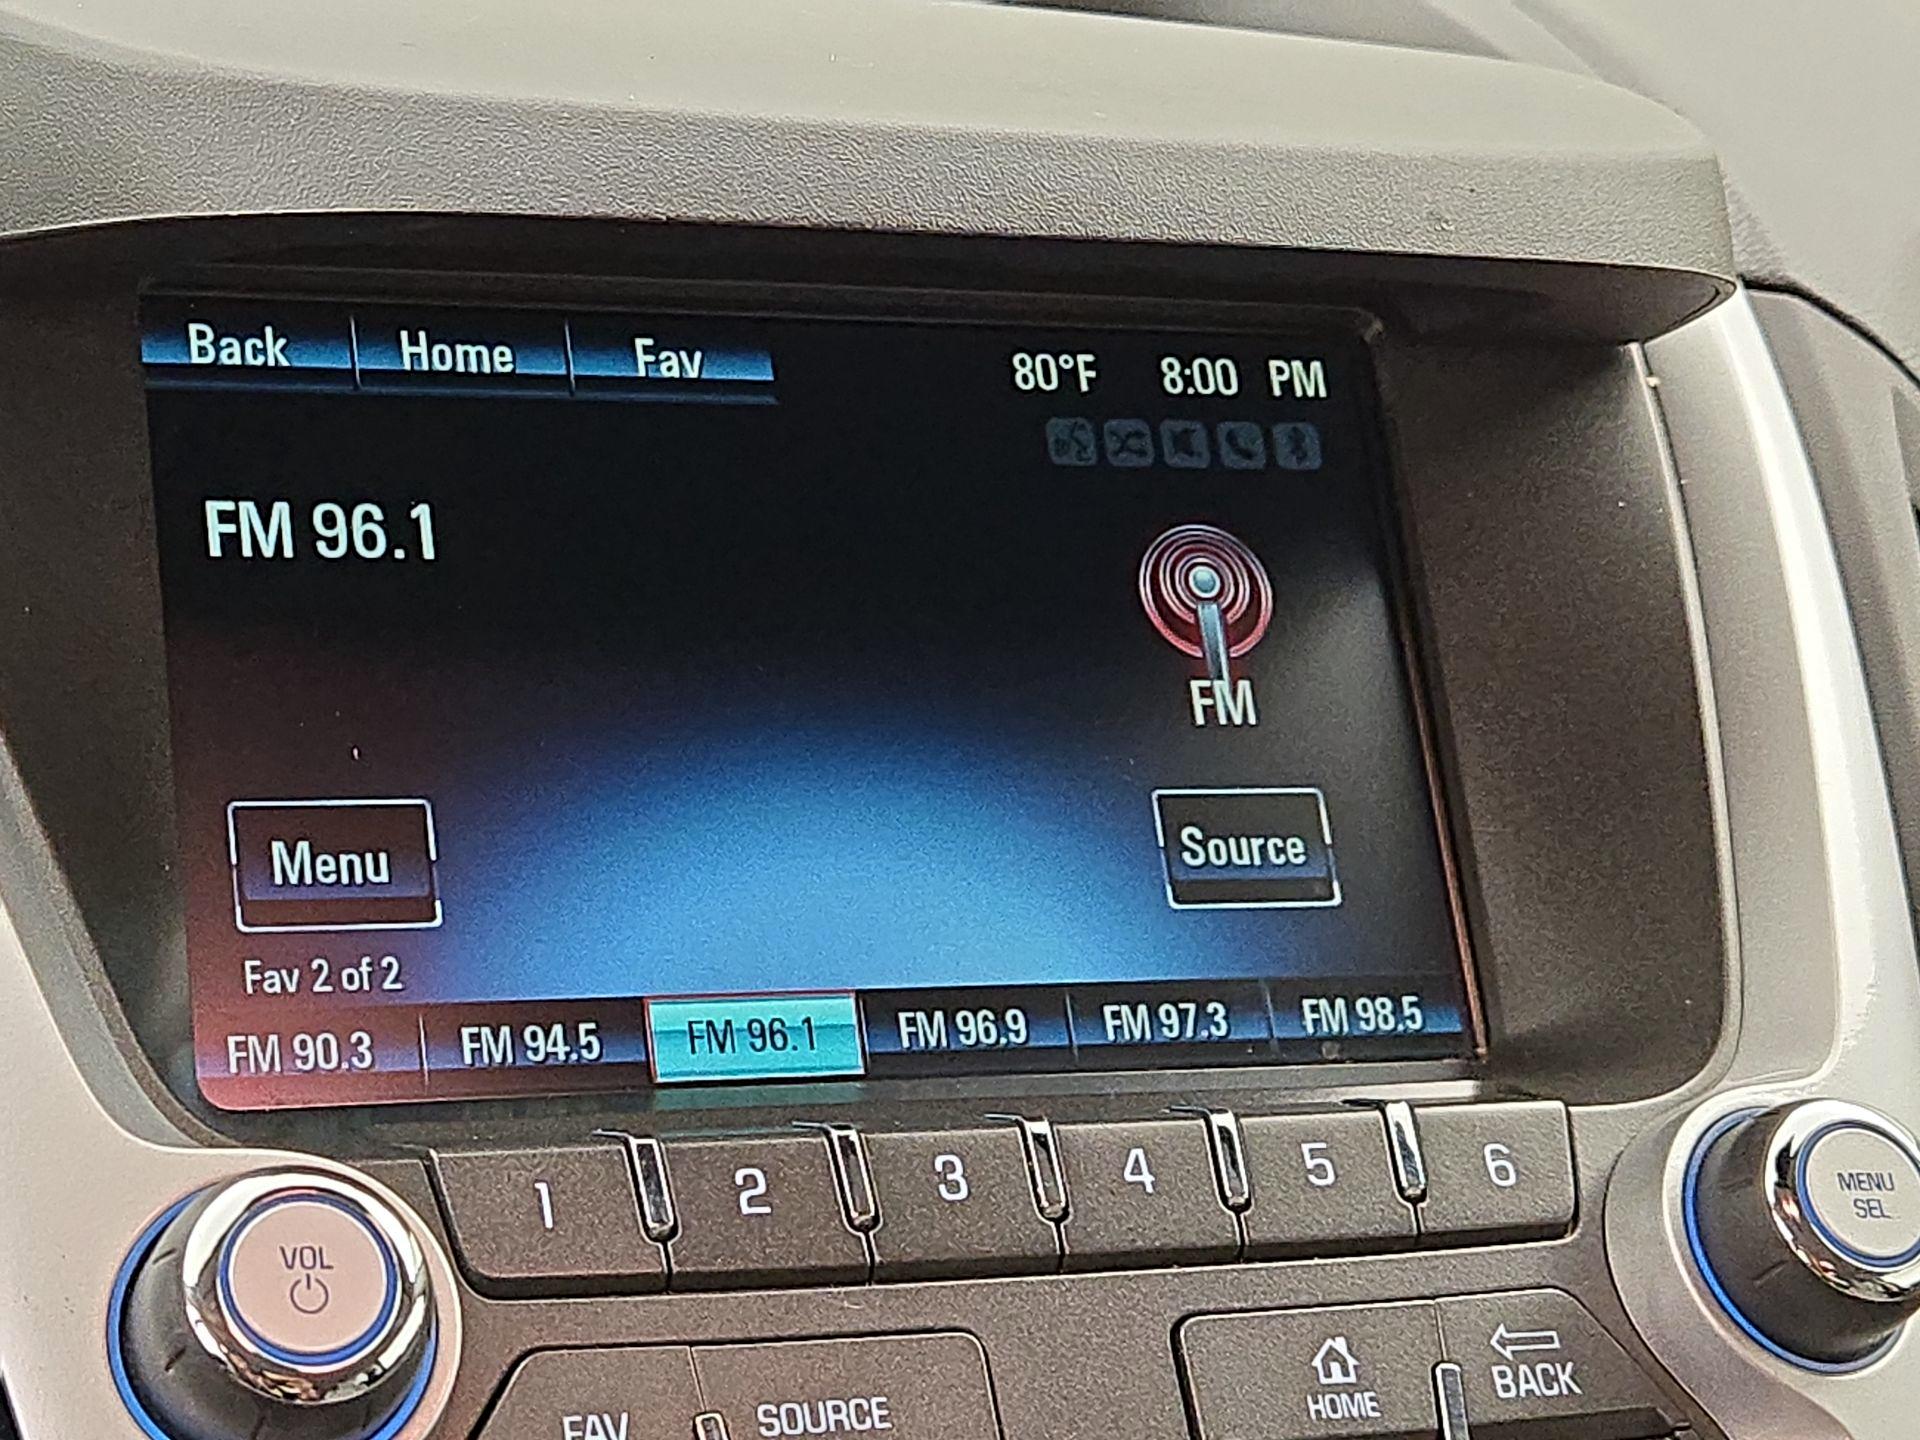 Back Home Fav 80°F 8:00 PM
FM 96.1
FM
Menu Source
Fav 2 of 2
FM 90.3 FM 94.5 FM 96.1 FM 96.9 FM 97.3 FM 98.5
1 2 3 4 5 6
VOL
MENU
SEL
FAV SOURCE
HOME BACK